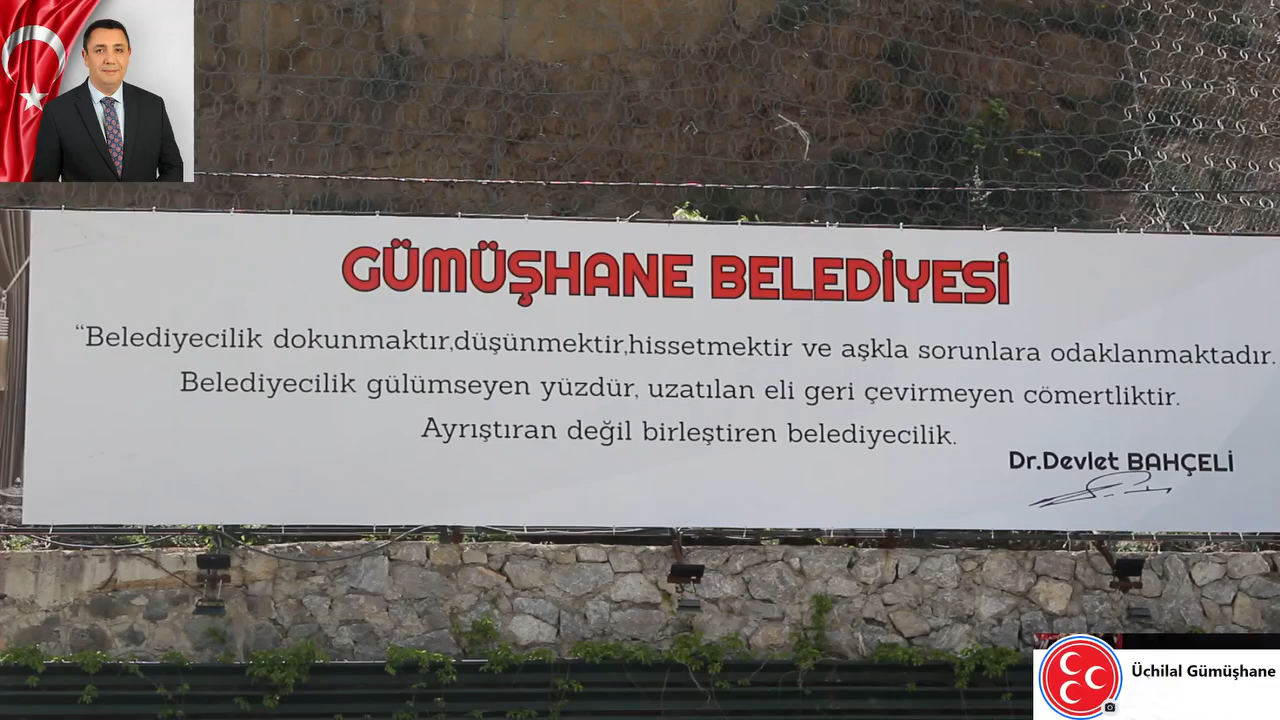 GÜMÜŞHANE BELEDİYESİ
“Belediyecilik dokunmaktır,düşünmektir,hissetmektir ve aşkla sorunlara odaklanmaktadır.
Belediyecilik gülümseyen yüzdür, uzatılan eli geri çevirmeyen cömertliktir.
Ayrıştıran değil birleştiren belediyecilik.
Dr.Devlet BAHÇELİ
Üchilal Gümüşhane